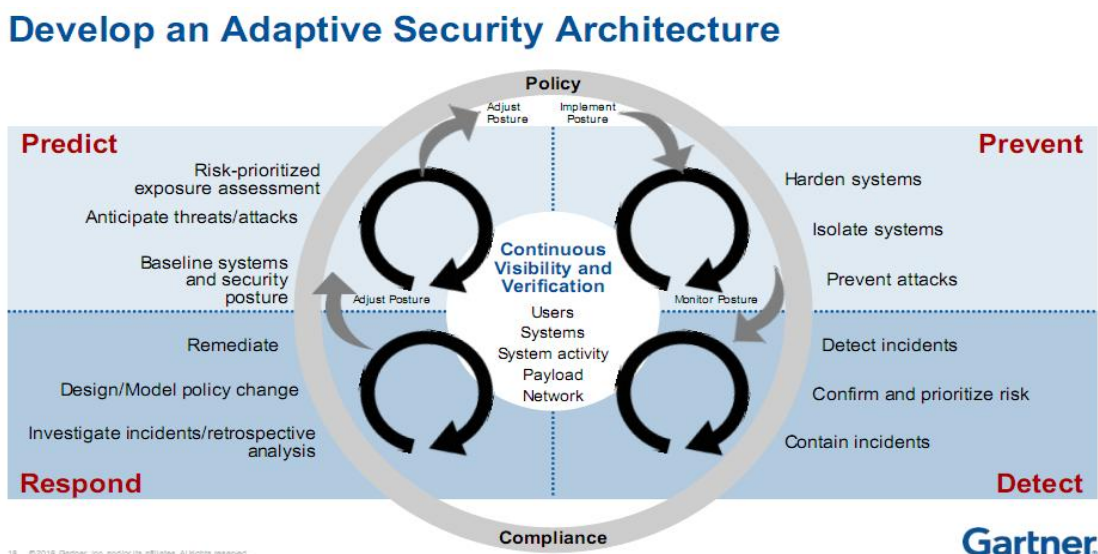 Develop an Adaptive Security Architecture
Policy
Adjust
Posture
Implement
Posture
Predict
Risk-prioritized
exposure assessment
Anticipate threats/attacks
Baseline systems
and security
posture
Adjust Posture
Prevent
Harden systems
Isolate systems
Prevent attacks
Monitor Posture
Continuous
Visibility and
Verification
Users
Systems
System activity
Payload
Network
Remediate
Design/Model policy change
Investigate incidents/retrospective
analysis
Respond
Detect incidents
Confirm and prioritize risk
Contain incidents
Detect
Compliance
Gartner